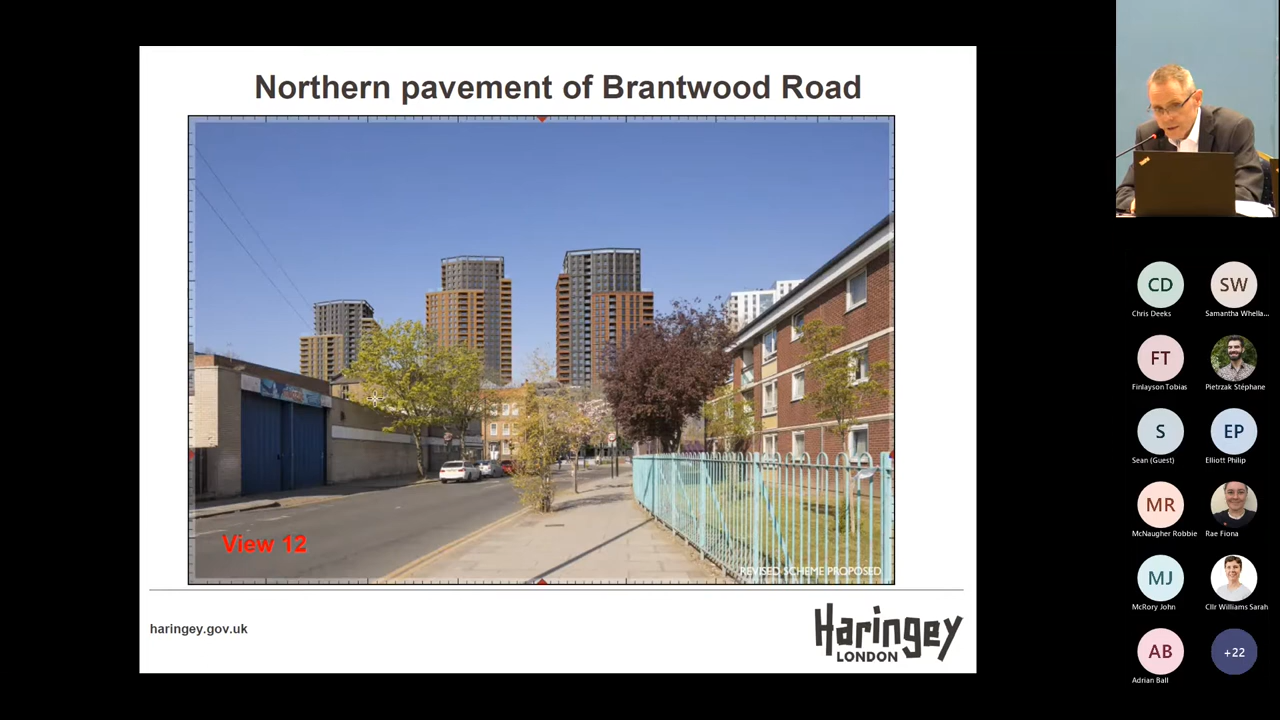 Northern pavement of Brantwood Road
View 12
REVISED SCHEME PROPOSED
haringey.gov.uk
Haringey
LONDON
CD
Chris Deeks
SW
Samantha Whella...
FT
Finlayson Tobias
Pietrzak Stéphane
S
Sean (Guest)
EP
Elliott Philip
MR
McNaugher Robbie
Rae Fiona
MJ
McRory John
Cllr Williams Sarah
AB
Adrian Ball
+22